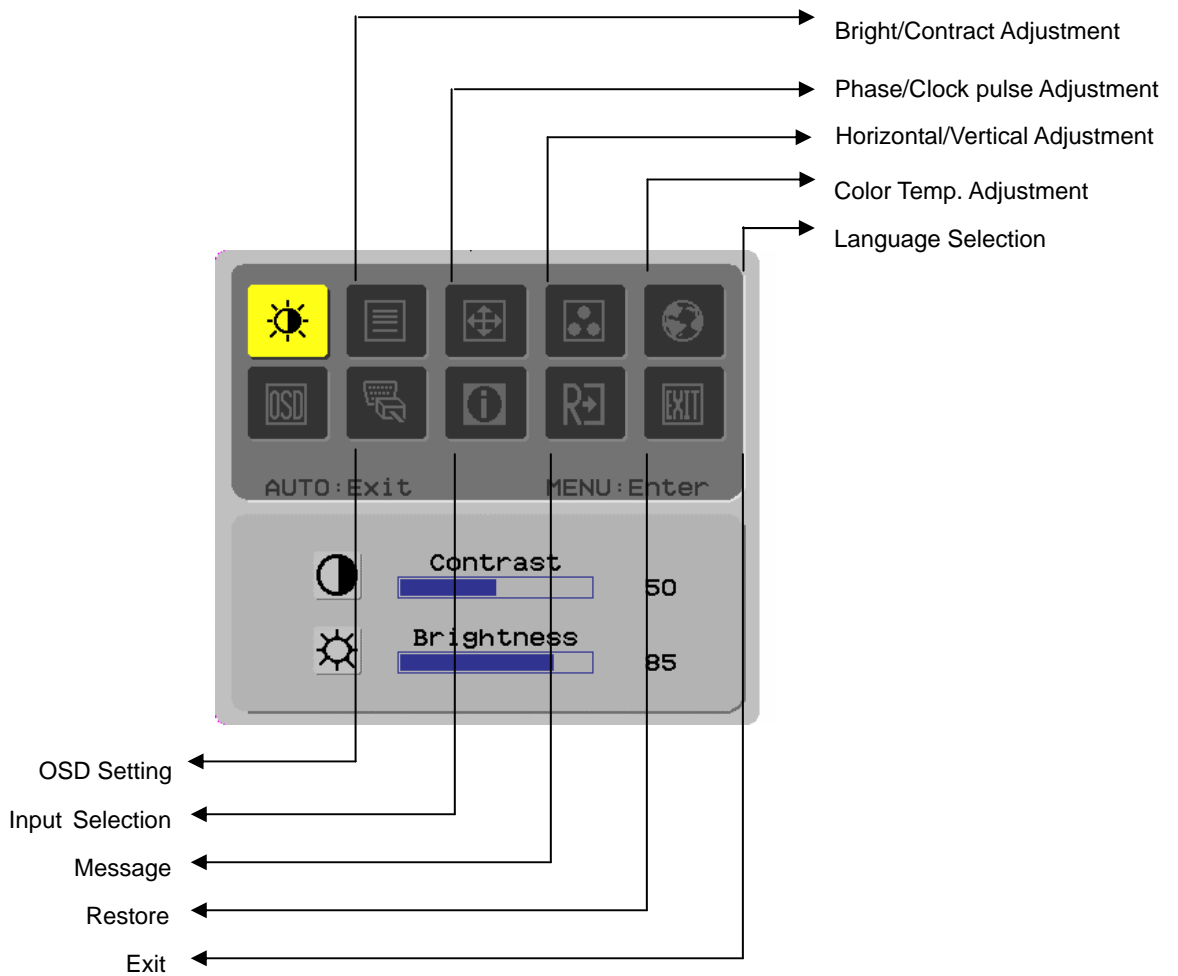 Bright/Contract Adjustment
Phase/Clock pulse Adjustment
Horizontal/Vertical Adjustment
Color Temp. Adjustment
Language Selection
OSD
i
R
EXIT
AUTO:Exit MENU:Enter
Contrast
50
Brightness
85
OSD Setting
Input Selection
Message
Restore
Exit